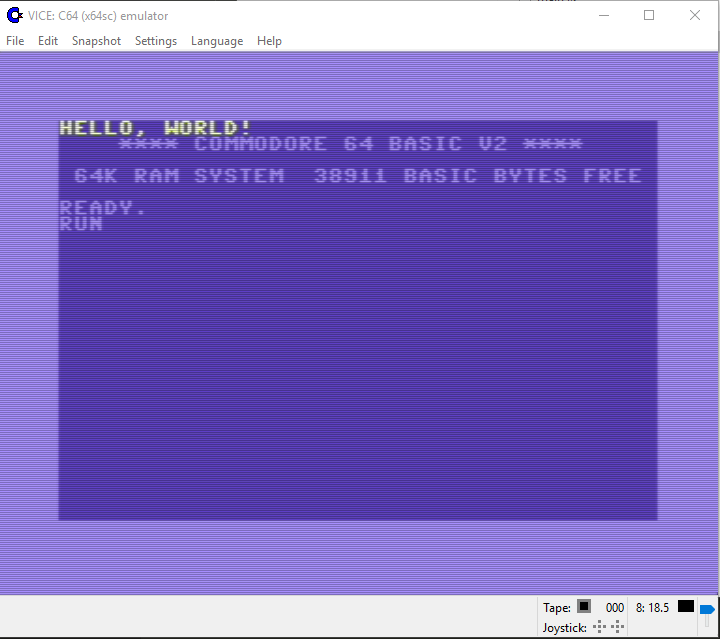 VICE: C64 (x64sc) emulator
File Edit Snapshot Settings Language Help
HELLO, WORLD!
**** COMMODORE 64 BASIC V2 ****
64K RAM SYSTEM 38911 BASIC BYTES FREE
READY.
RUN
Tape: 000 8: 18.5
Joystick: